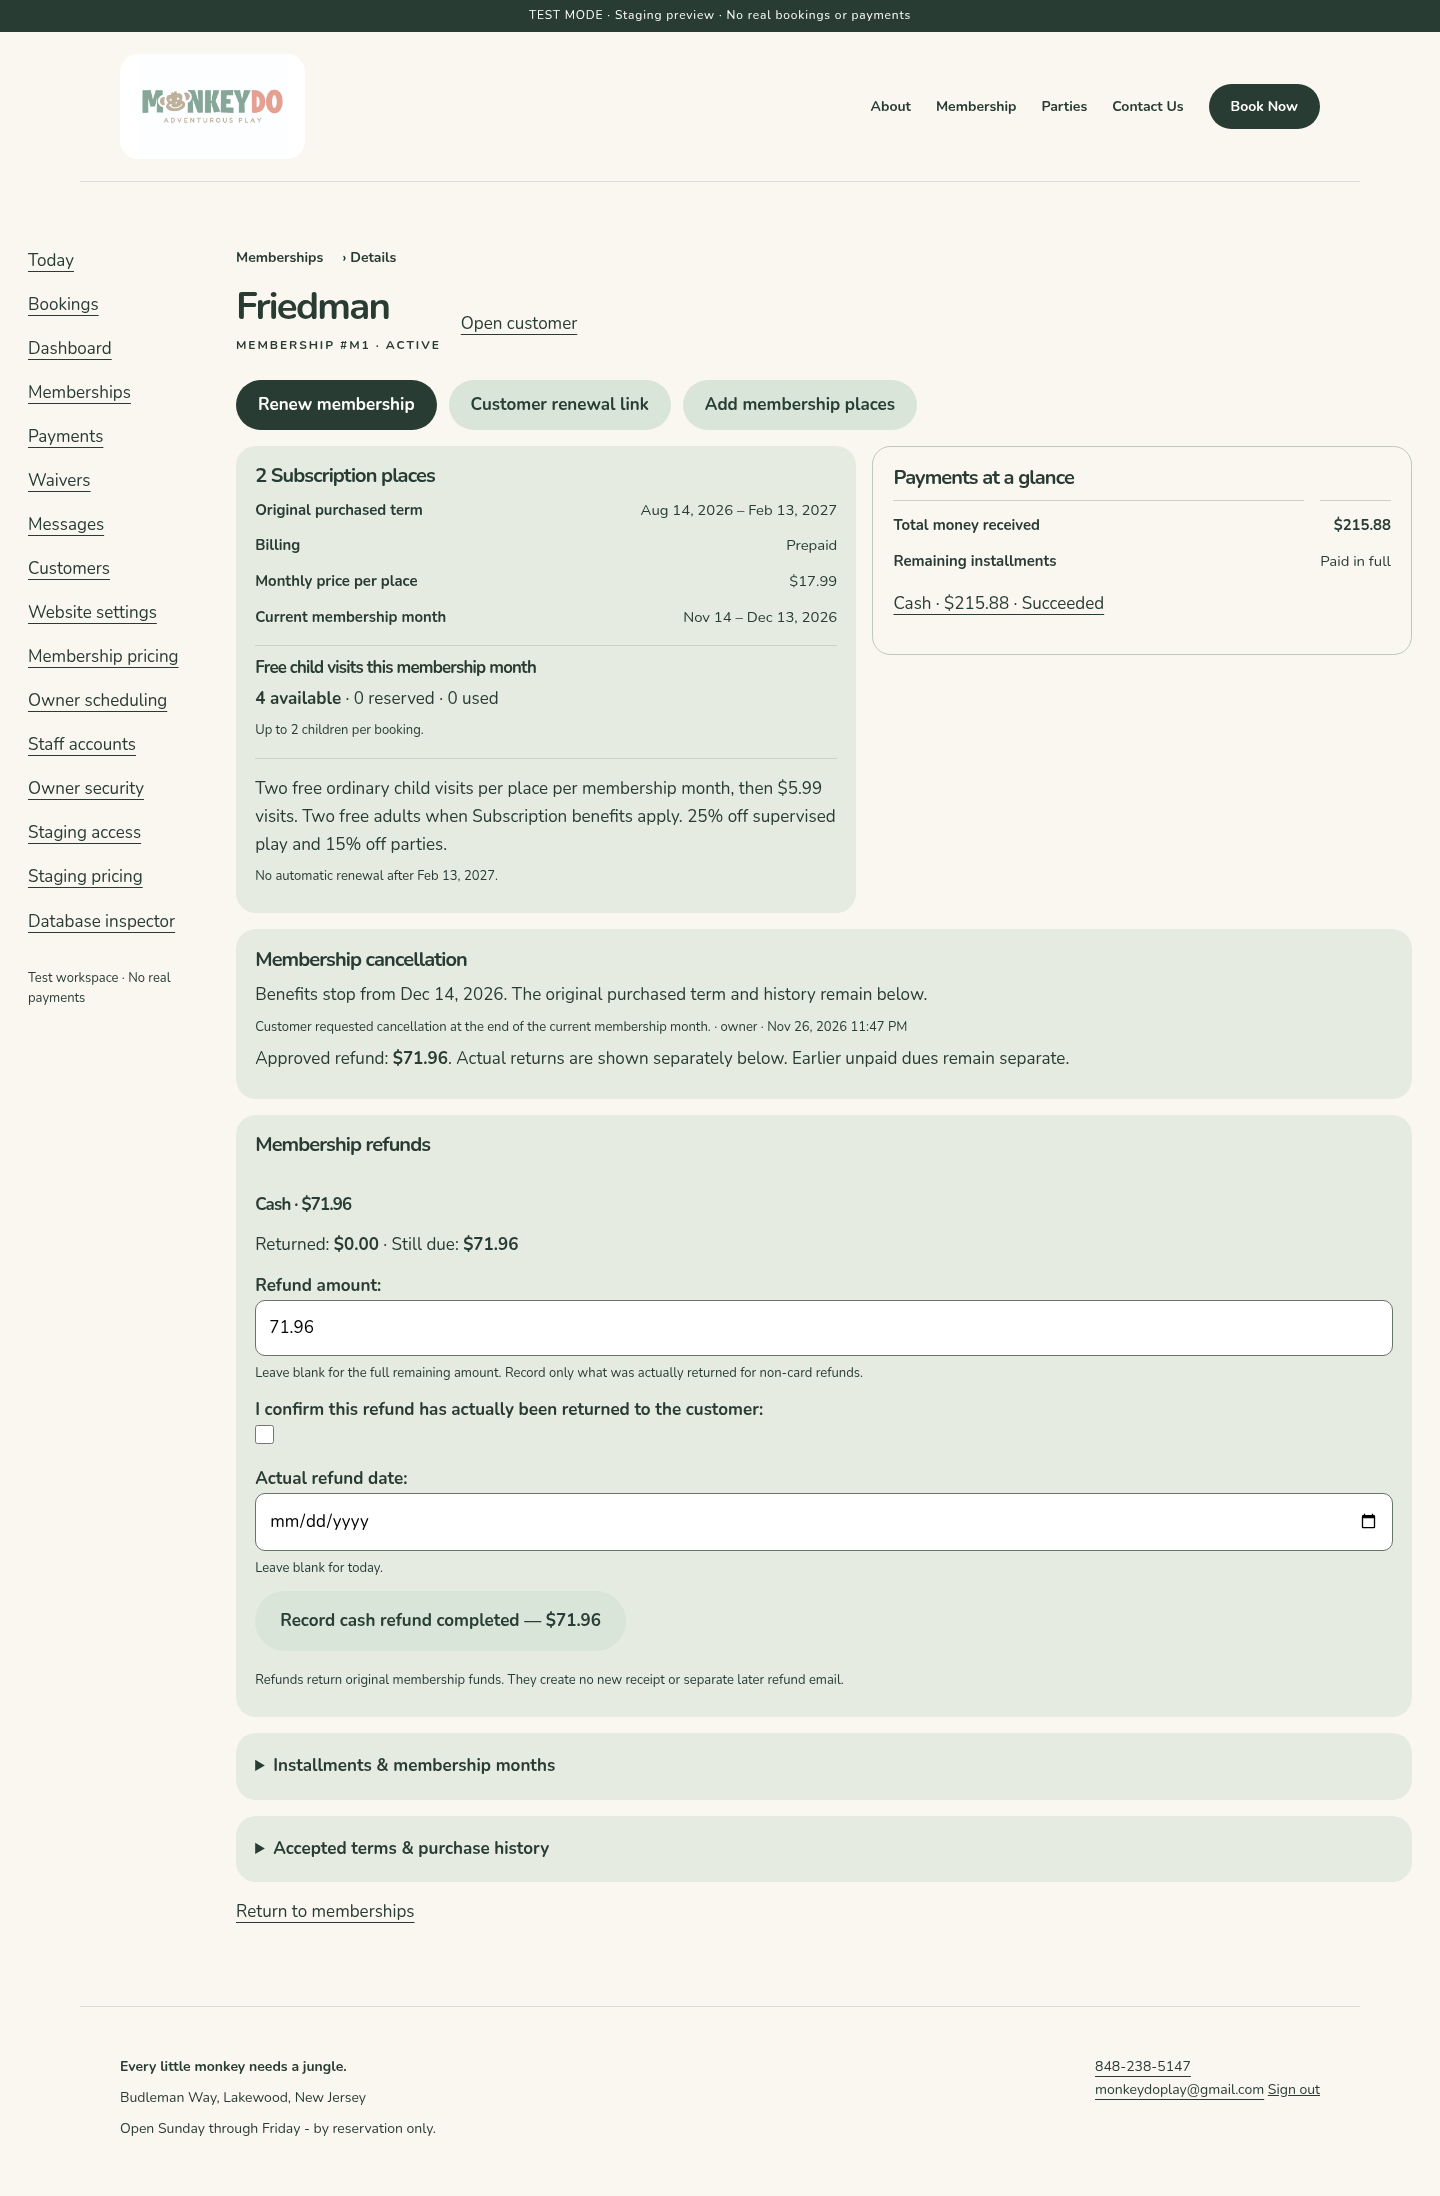 TEST MODE · Staging preview · No real bookings or payments
MONKEYDO
ADVENTUROUS PLAY
About
Membership
Parties
Contact Us
Book Now
Today
Bookings
Dashboard
Memberships
Payments
Waivers
Messages
Customers
Website settings
Membership pricing
Owner scheduling
Staff accounts
Owner security
Staging access
Staging pricing
Database inspector
Test workspace · No real
payments
Memberships › Details
Friedman
MEMBERSHIP #M1 · ACTIVE
Open customer
Renew membership
Customer renewal link
Add membership places
2 Subscription places
Original purchased term Aug 14, 2026 – Feb 13, 2027
Billing Prepaid
Monthly price per place $17.99
Current membership month Nov 14 – Dec 13, 2026
Free child visits this membership month
4 available · 0 reserved · 0 used
Up to 2 children per booking.
Two free ordinary child visits per place per membership month, then $5.99
visits. Two free adults when Subscription benefits apply. 25% off supervised
play and 15% off parties.
No automatic renewal after Feb 13, 2027.
Payments at a glance
Total money received $215.88
Remaining installments Paid in full
Cash · $215.88 · Succeeded
Membership cancellation
Benefits stop from Dec 14, 2026. The original purchased term and history remain below.
Customer requested cancellation at the end of the current membership month. · owner · Nov 26, 2026 11:47 PM
Approved refund: $71.96. Actual returns are shown separately below. Earlier unpaid dues remain separate.
Membership refunds
Cash · $71.96
Returned: $0.00 · Still due: $71.96
Refund amount:
71.96
Leave blank for the full remaining amount. Record only what was actually returned for non-card refunds.
I confirm this refund has actually been returned to the customer:
Actual refund date:
mm/dd/yyyy
Leave blank for today.
Record cash refund completed — $71.96
Refunds return original membership funds. They create no new receipt or separate later refund email.
Installments & membership months
Accepted terms & purchase history
Return to memberships
Every little monkey needs a jungle.
Budleman Way, Lakewood, New Jersey
Open Sunday through Friday - by reservation only.
848-238-5147
monkeydoplay@gmail.com Sign out